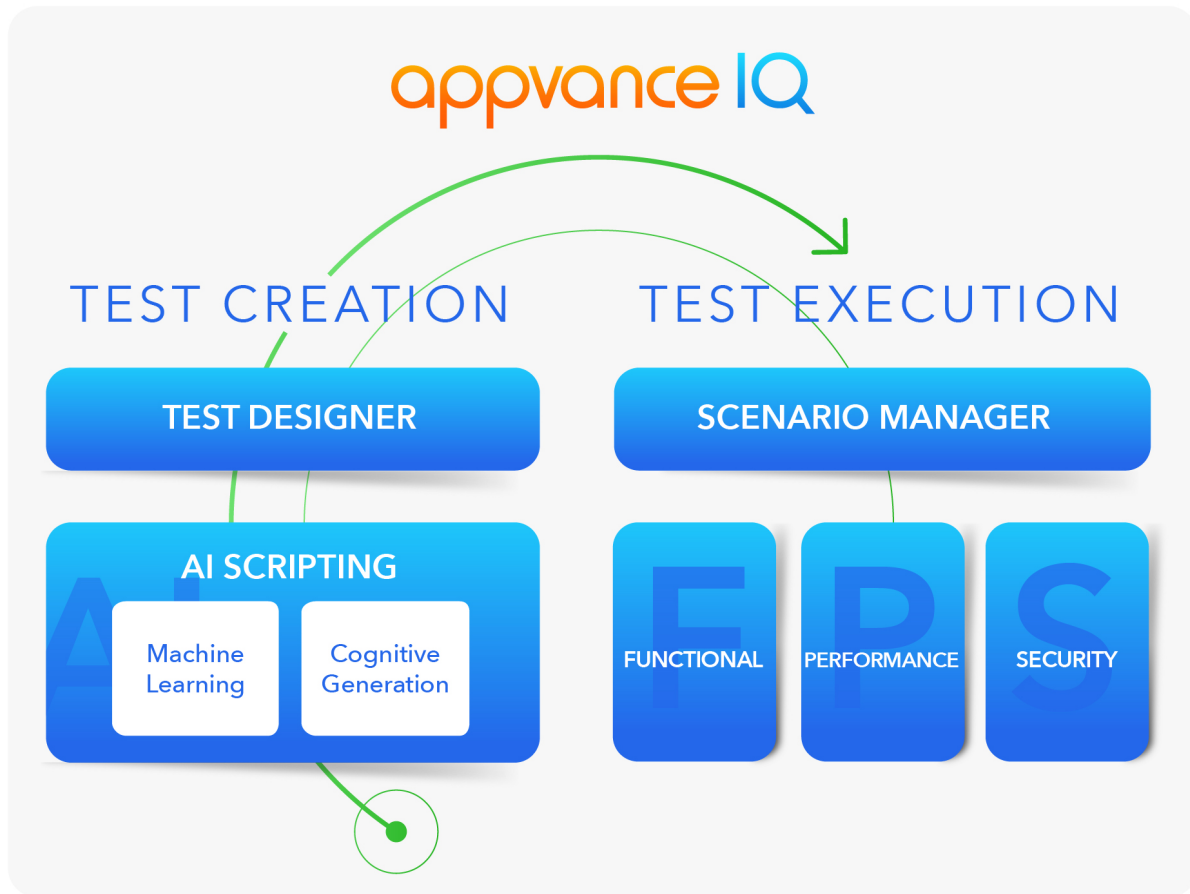 appvance IQ
TEST CREATION
TEST DESIGNER
AI SCRIPTING
AI
Machine
Learning
Cognitive
Generation
TEST EXECUTION
SCENARIO MANAGER
F
FUNCTIONAL
P
PERFORMANCE
S
SECURITY